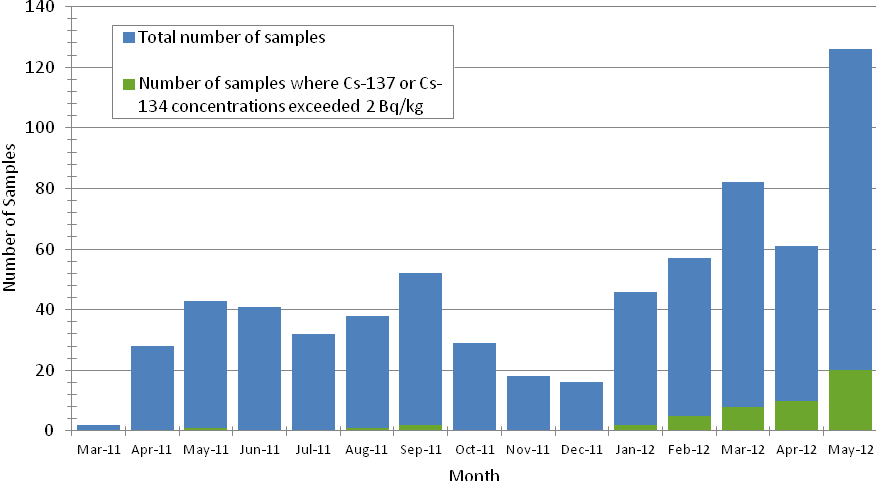 140
120
100
80
60
40
20
0
Number of Samples
Total number of samples
Number of samples where Cs-137 or Cs-
134 concentrations exceeded 2 Bq/kg
Mar-11 Apr-11 May-11 Jun-11 Jul-11 Aug-11 Sep-11 Oct-11 Nov-11 Dec-11 Jan-12 Feb-12 Mar-12 Apr-12 May-12
Month